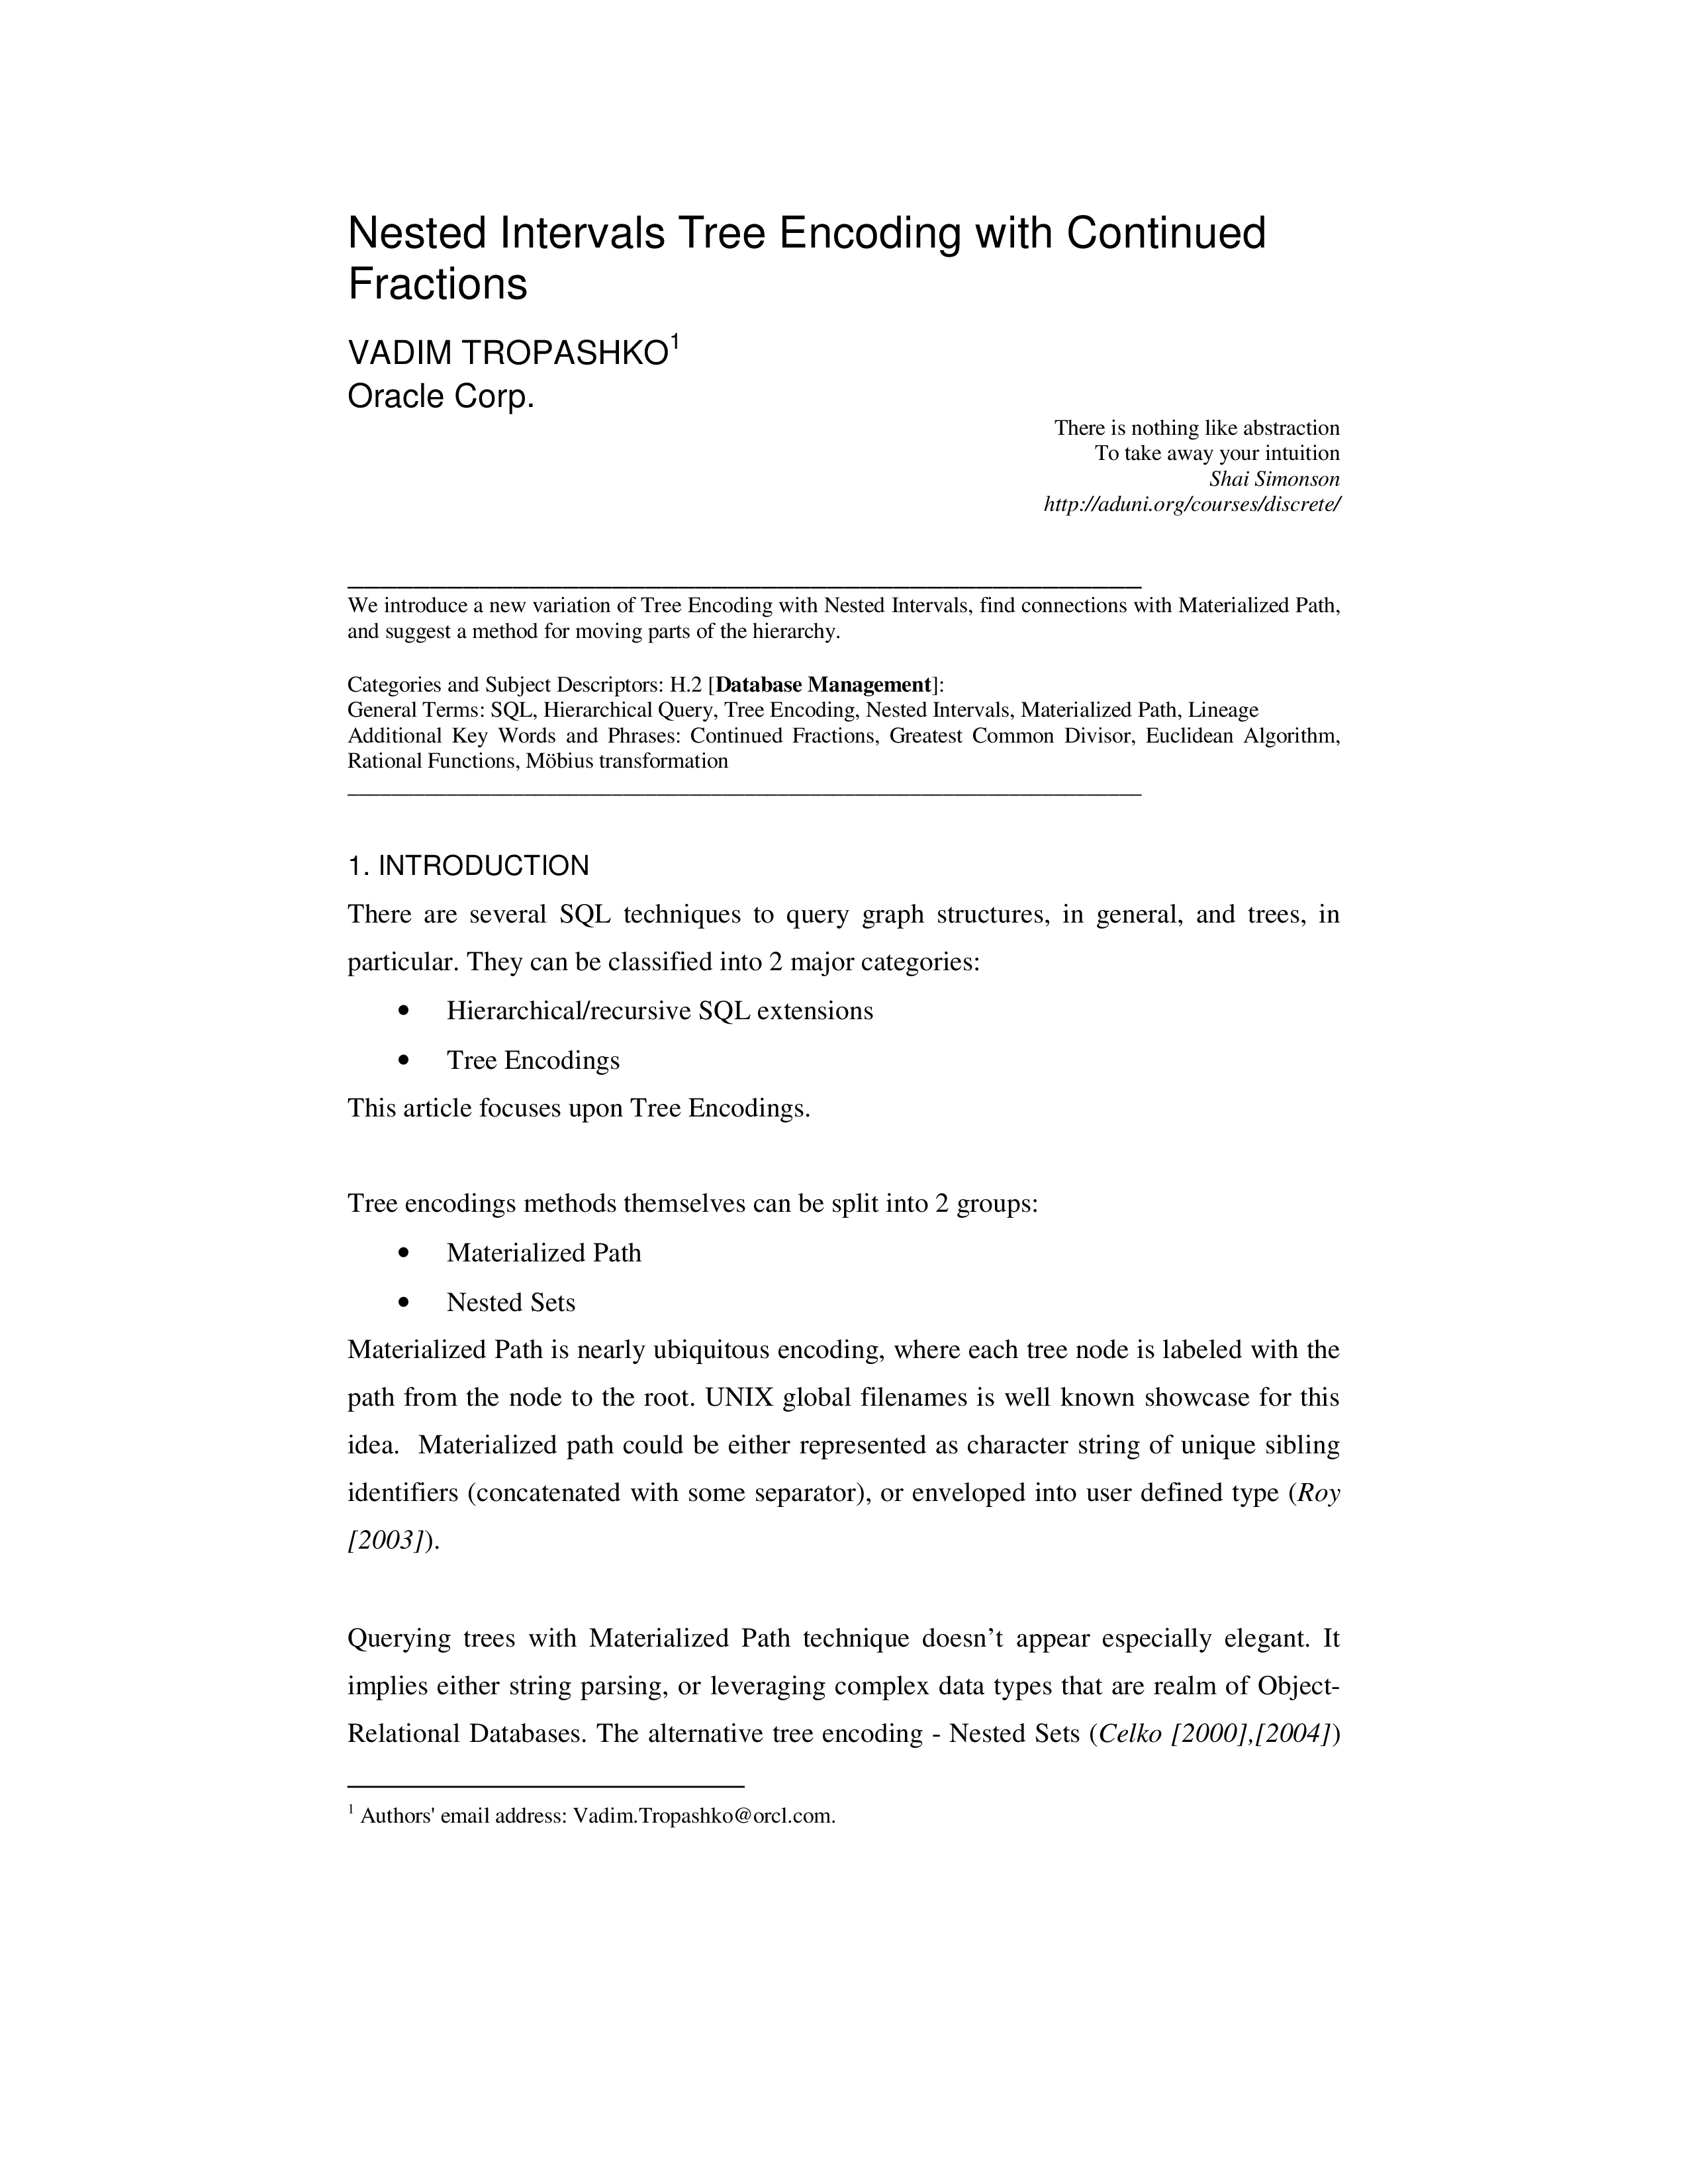 Nested Intervals Tree Encoding with Continued
Fractions
VADIM TROPASHKO1
Oracle Corp.
There is nothing like abstraction
To take away your intuition
Shai Simonson
http://aduni.org/courses/discrete/
We introduce a new variation of Tree Encoding with Nested Intervals, find connections with Materialized Path,
and suggest a method for moving parts of the hierarchy.
Categories and Subject Descriptors: H.2 [Database Management]:
General Terms: SQL, Hierarchical Query, Tree Encoding, Nested Intervals, Materialized Path, Lineage
Additional Key Words and Phrases: Continued Fractions, Greatest Common Divisor, Euclidean Algorithm,
Rational Functions, Möbius transformation
1. INTRODUCTION
There are several SQL techniques to query graph structures, in general, and trees, in
particular. They can be classified into 2 major categories:
• Hierarchical/recursive SQL extensions
• Tree Encodings
This article focuses upon Tree Encodings.
Tree encodings methods themselves can be split into 2 groups:
• Materialized Path
• Nested Sets
Materialized Path is nearly ubiquitous encoding, where each tree node is labeled with the
path from the node to the root. UNIX global filenames is well known showcase for this
idea. Materialized path could be either represented as character string of unique sibling
identifiers (concatenated with some separator), or enveloped into user defined type (Roy
[2003]).
Querying trees with Materialized Path technique doesn’t appear especially elegant. It
implies either string parsing, or leveraging complex data types that are realm of Object-
Relational Databases. The alternative tree encoding - Nested Sets (Celko [2000],[2004])
1 Authors' email address: Vadim.Tropashko@orcl.com.